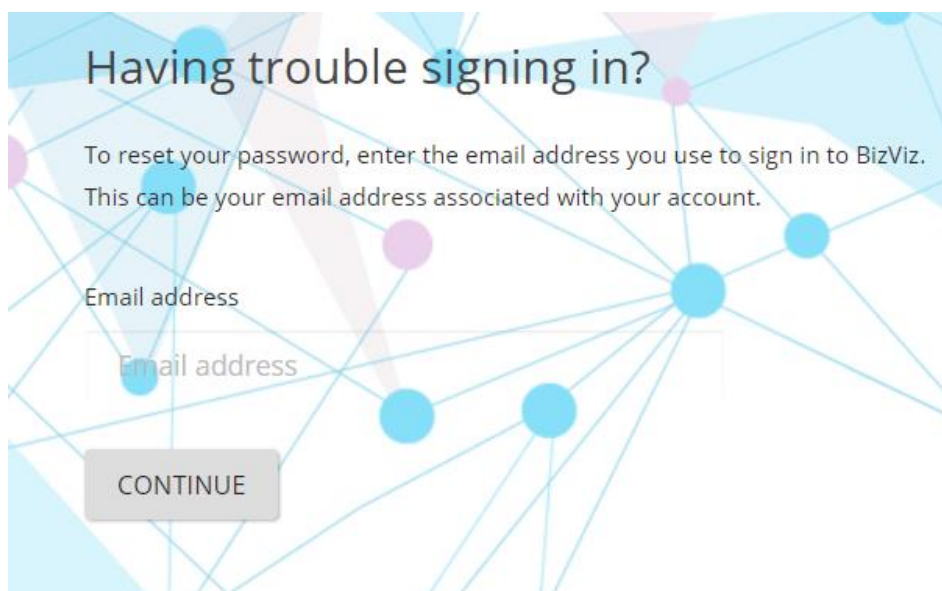 Having trouble signing in?
To reset your password, enter the email address you use to sign in to BizViz.
This can be your email address associated with your account.
Email address
Email address
CONTINUE